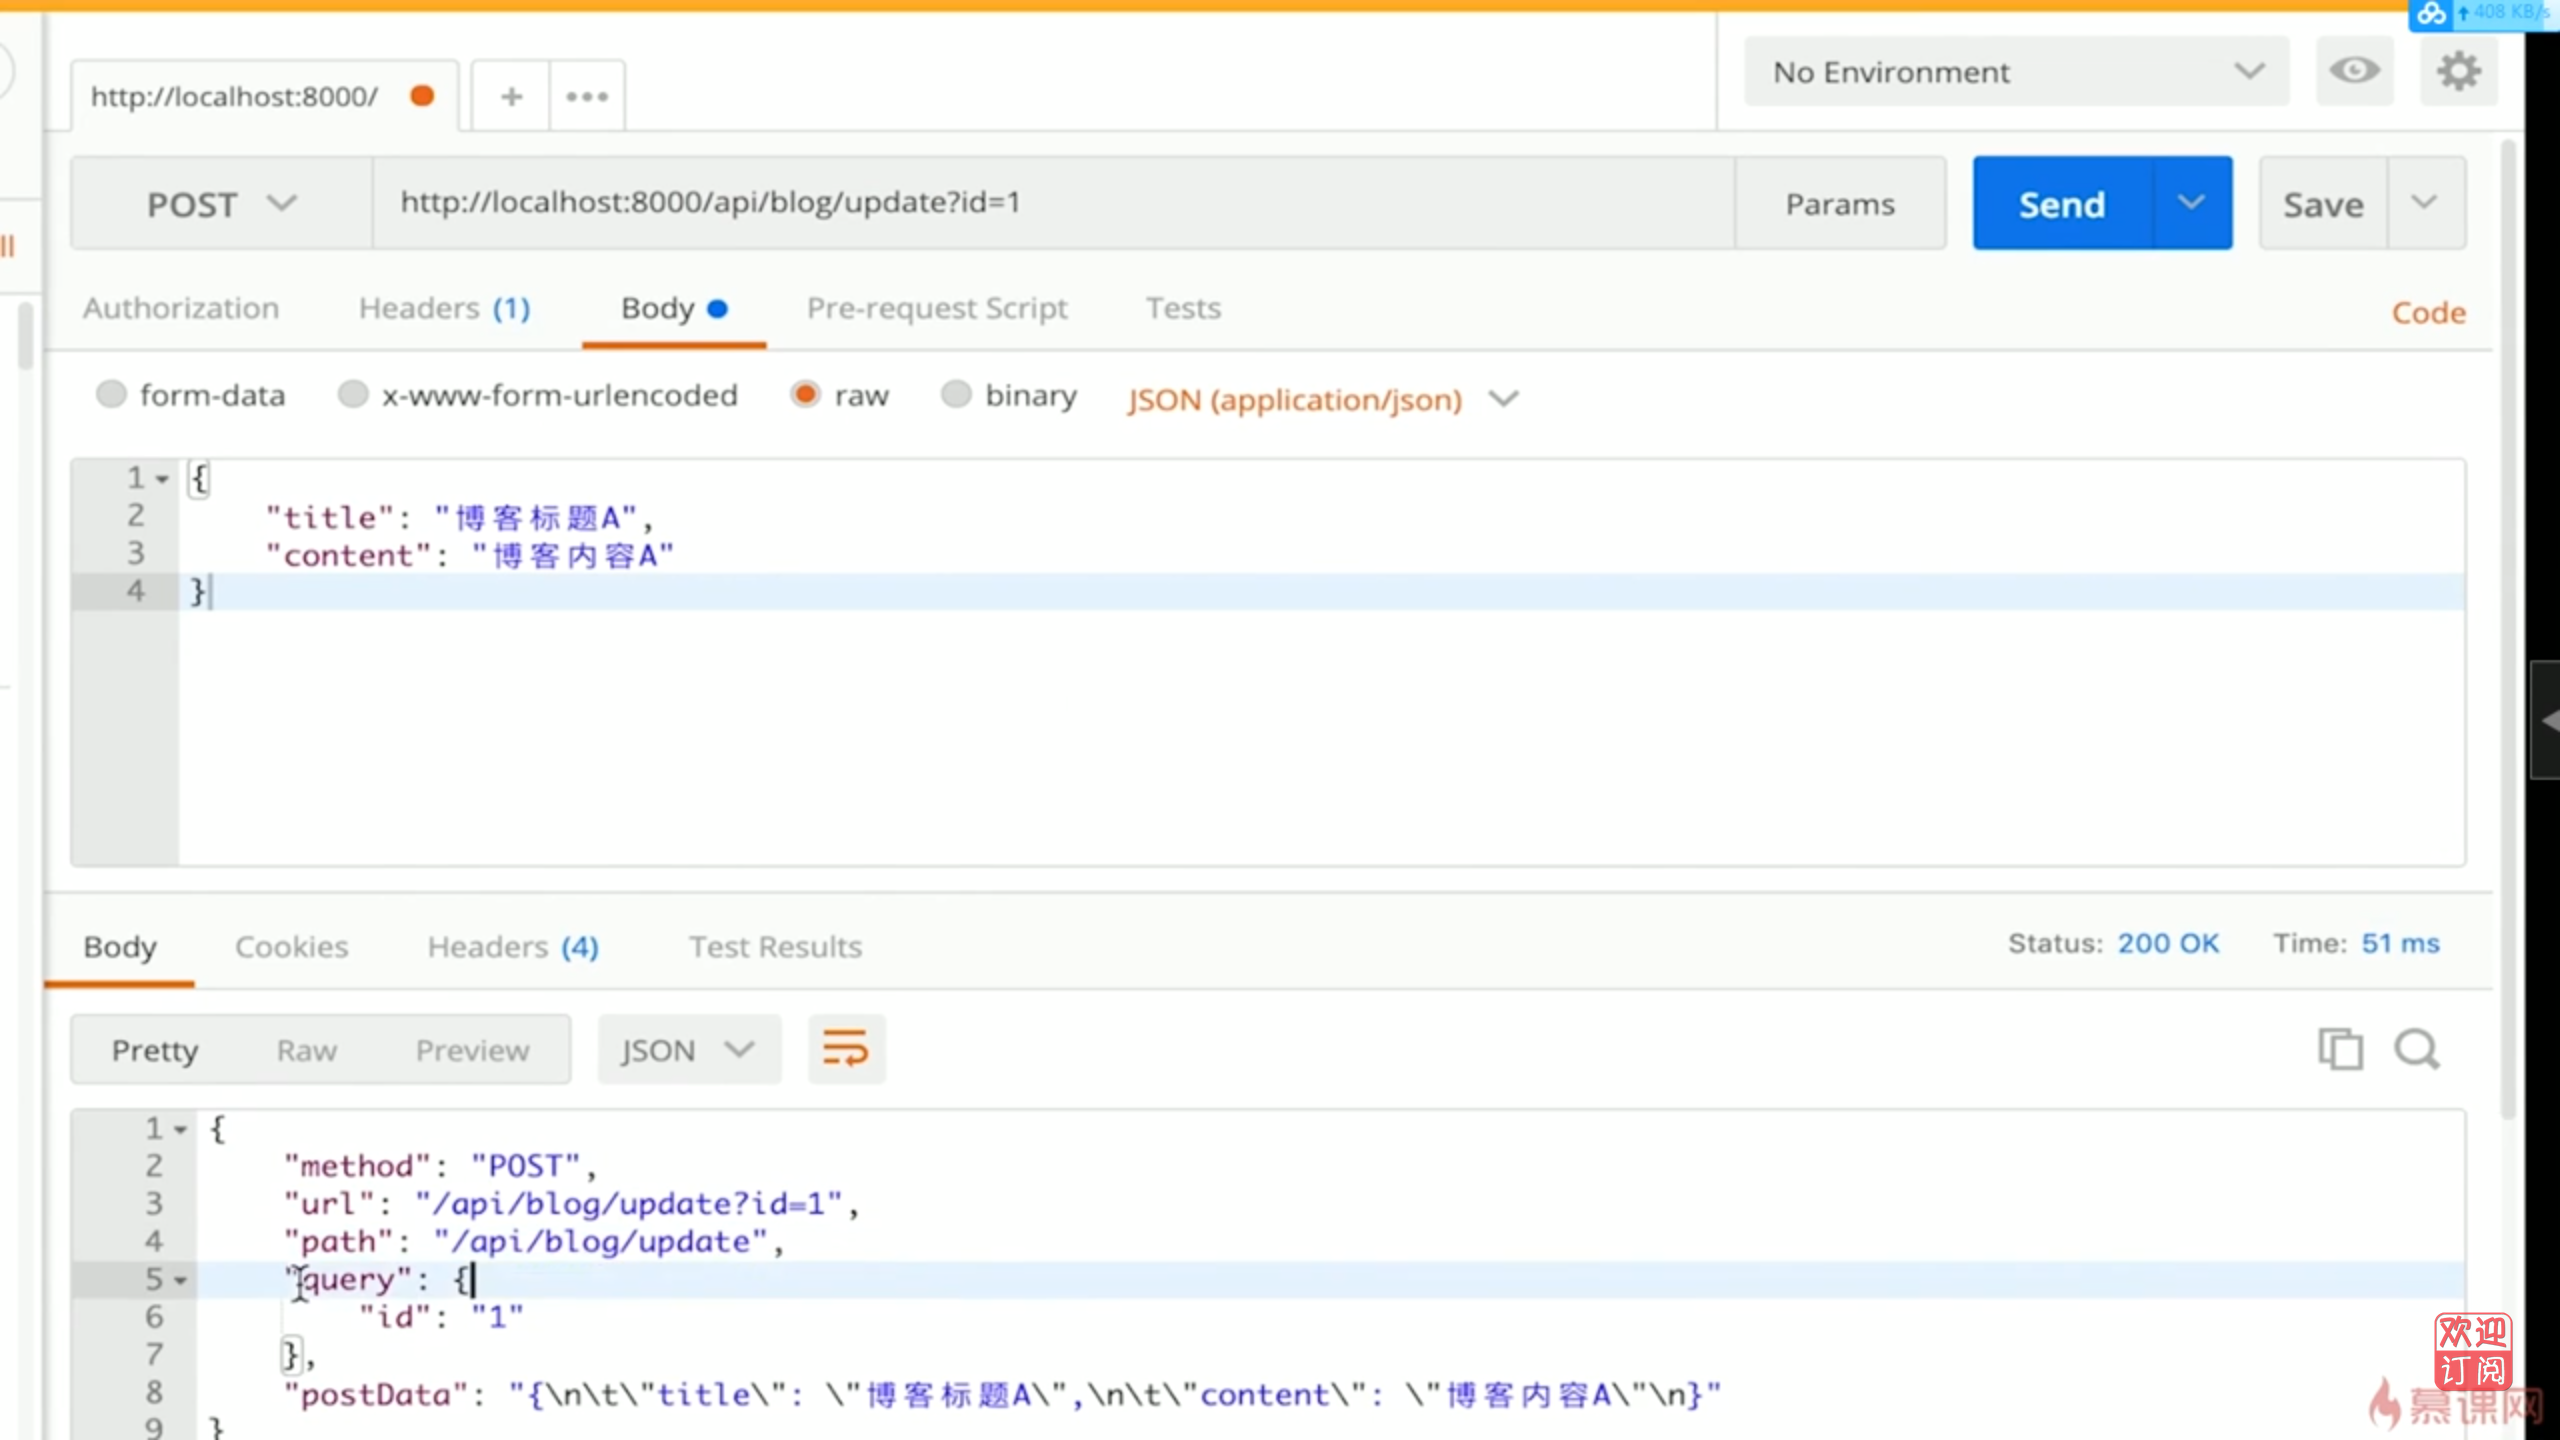 408 KB/s
http://localhost:8000/
+
No Environment
POST
http://localhost:8000/api/blog/update?id=1
Params
Send
Save
Authorization
Headers (1)
Body
Pre-request Script
Tests
Code
form-data
x-www-form-urlencoded
raw
binary
JSON (application/json)
1 {
2 "title": "博客标题A",
3 "content": "博客内容A"
4 }
Body
Cookies
Headers (4)
Test Results
Status: 200 OK
Time: 51 ms
Pretty
Raw
Preview
JSON
1 {
2 "method": "POST",
3 "url": "/api/blog/update?id=1",
4 "path": "/api/blog/update",
5 "query": {
6 "id": "1"
7 },
8 "postData": "{\n\t\"title\": \"博客标题A\",\n\t\"content\": \"博客内容A\"\n}"
9 }
欢迎
订阅
慕课网